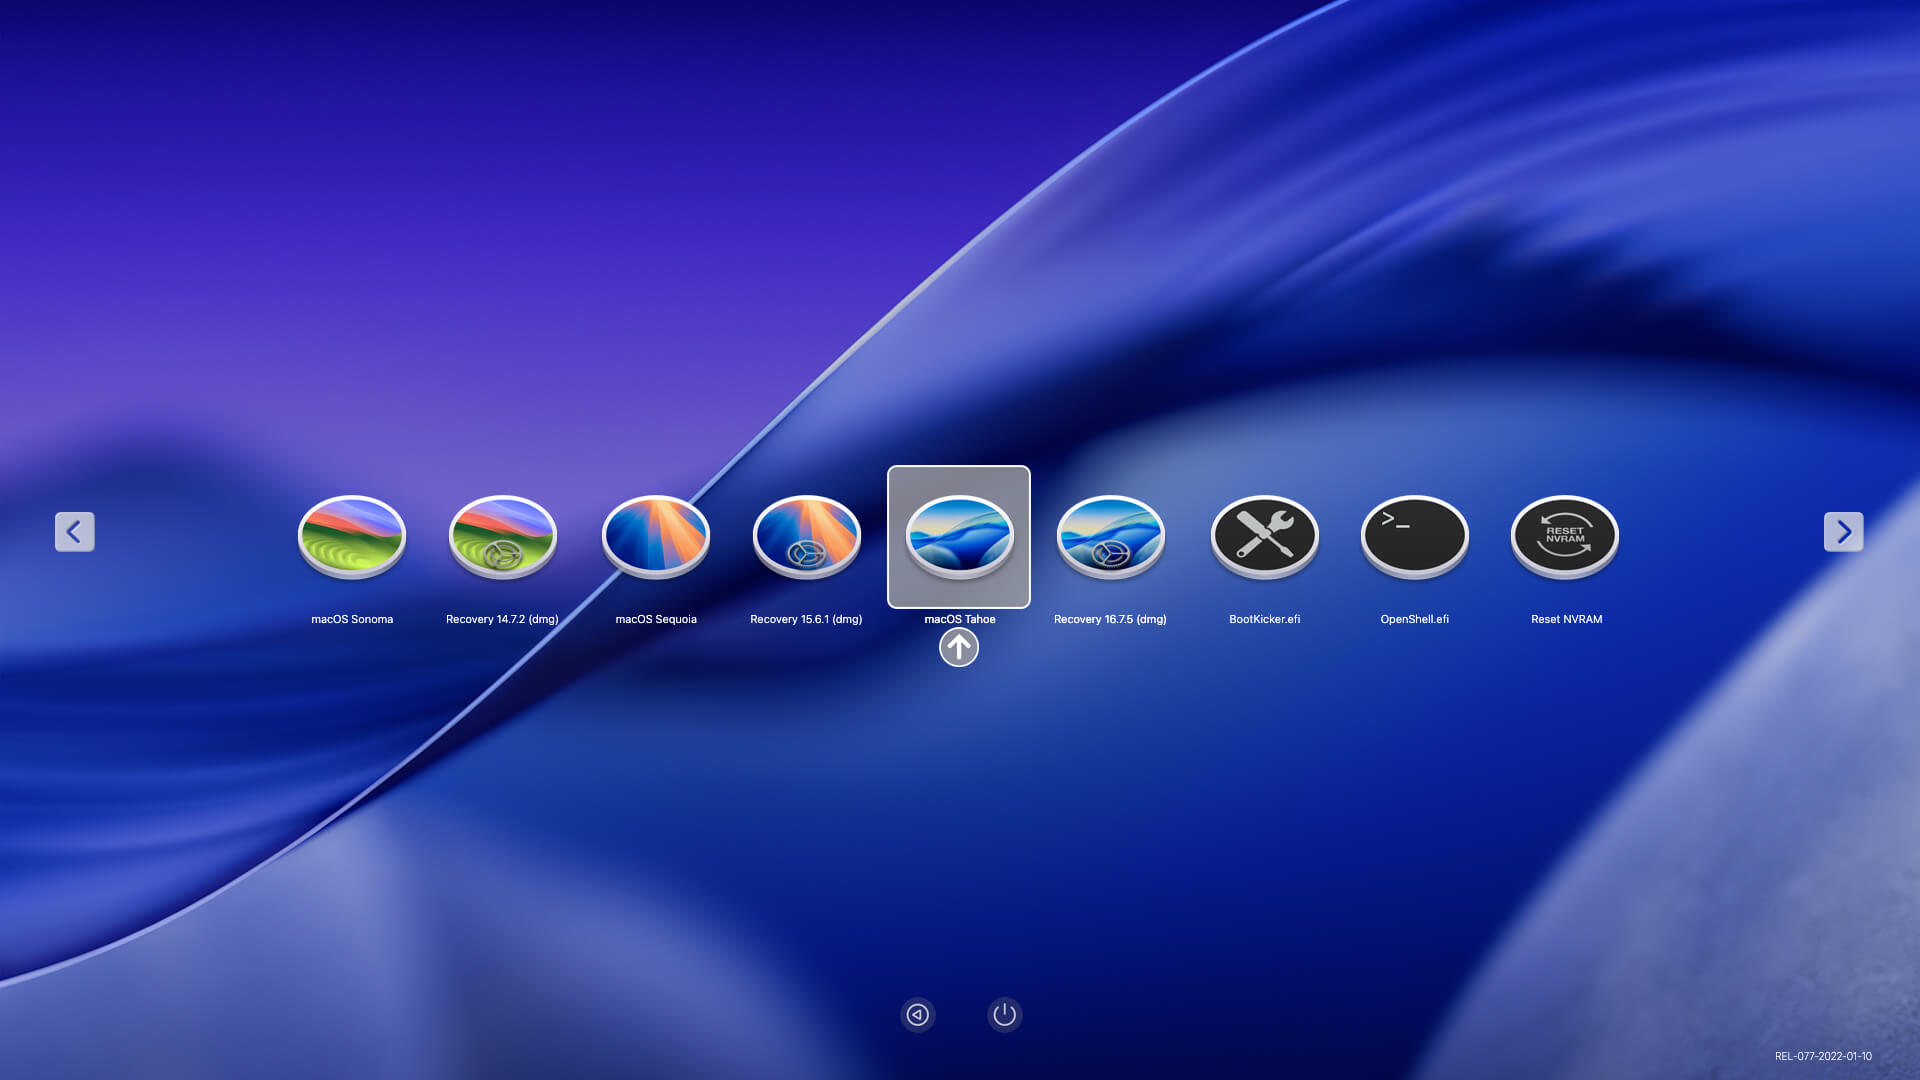 macOS Sonoma
Recovery 14.7.2 (dmg)
macOS Sequoia
Recovery 15.6.1 (dmg)
macOS Tahoe
Recovery 16.7.5 (dmg)
BootKicker.efi
>_
OpenShell.efi
RESET
NVRAM
Reset NVRAM
REL-077-2022-01-10